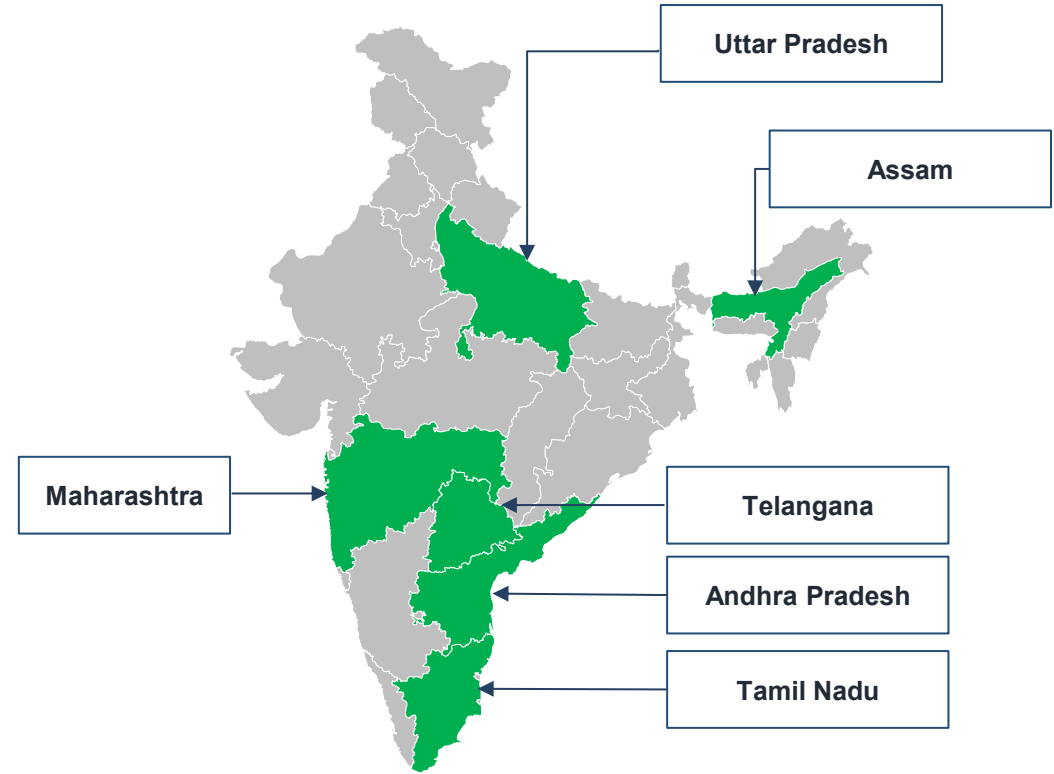 Uttar Pradesh
Assam
Maharashtra
Telangana
Andhra Pradesh
Tamil Nadu